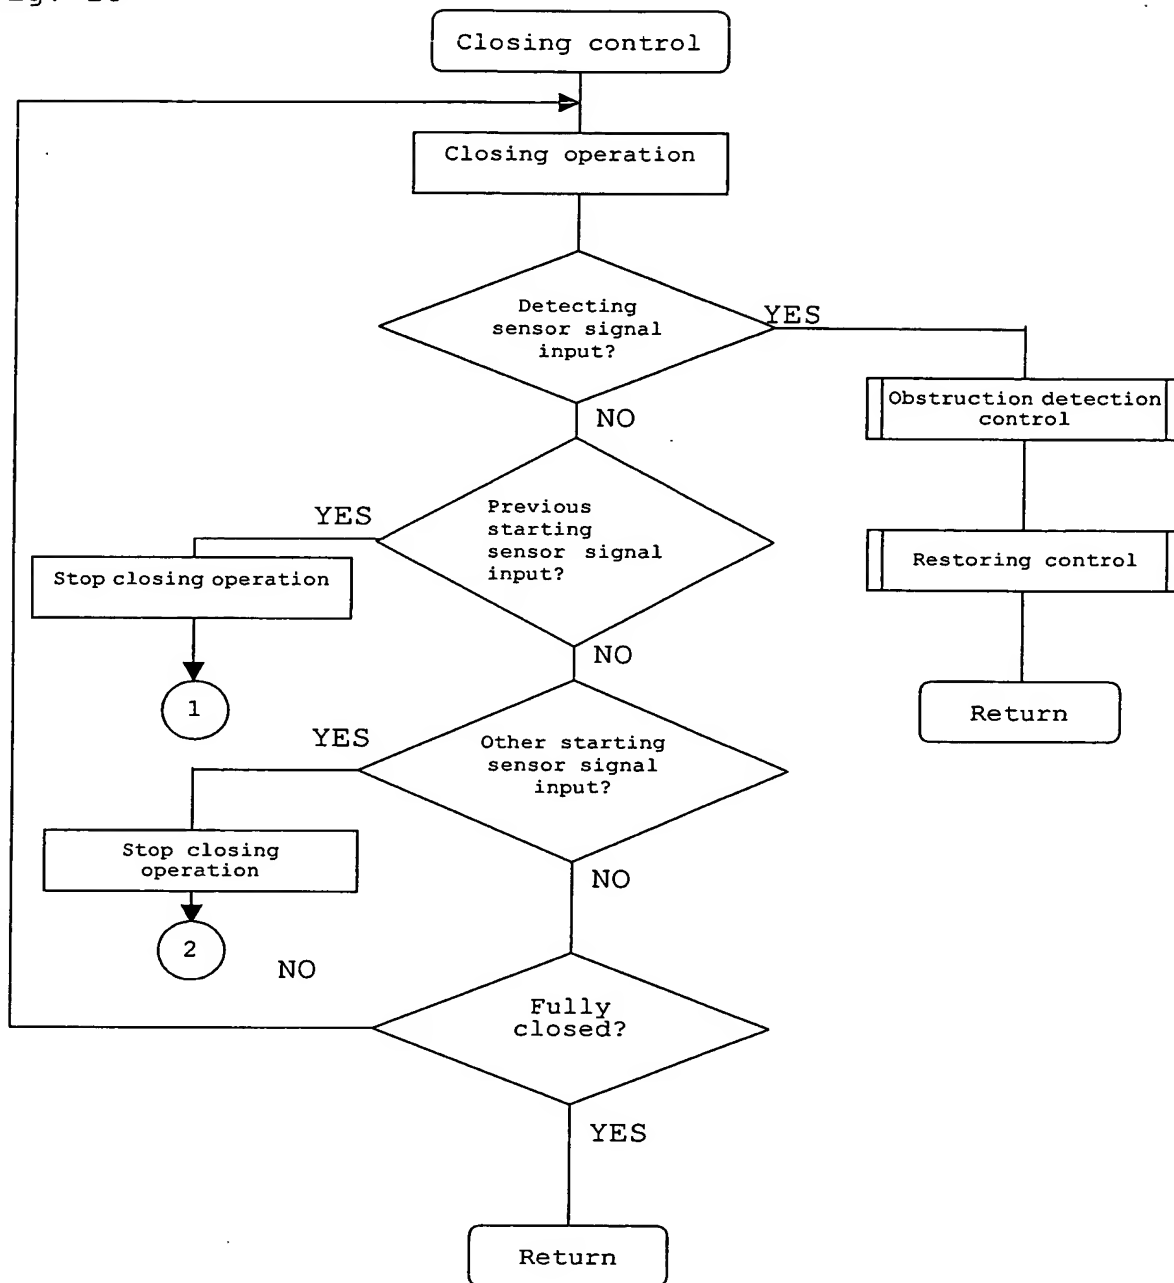 Closing control
Closing operation
Detecting
sensor signal
input?
YES
NO
Obstruction detection
control
Restoring control
Return
YES
Previous
starting
sensor signal
input?
Stop closing operation
1
NO
YES
Other starting
sensor signal
input?
Stop closing
operation
2
NO
NO
Fully
closed?
YES
Return